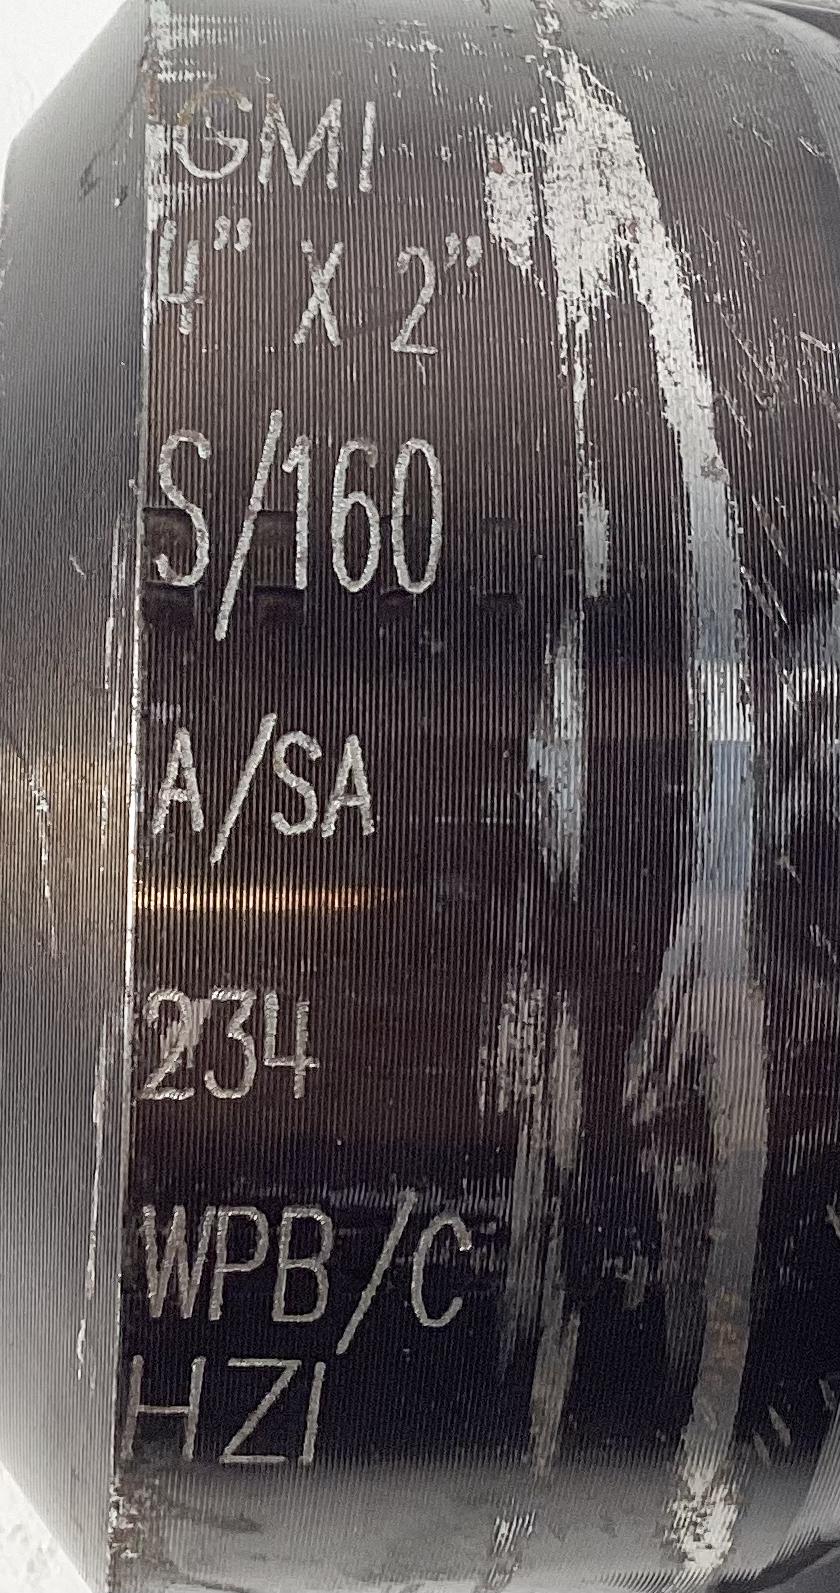 GMI
4" X 2"
S/160
A/SA
234
WPB/C
HZI